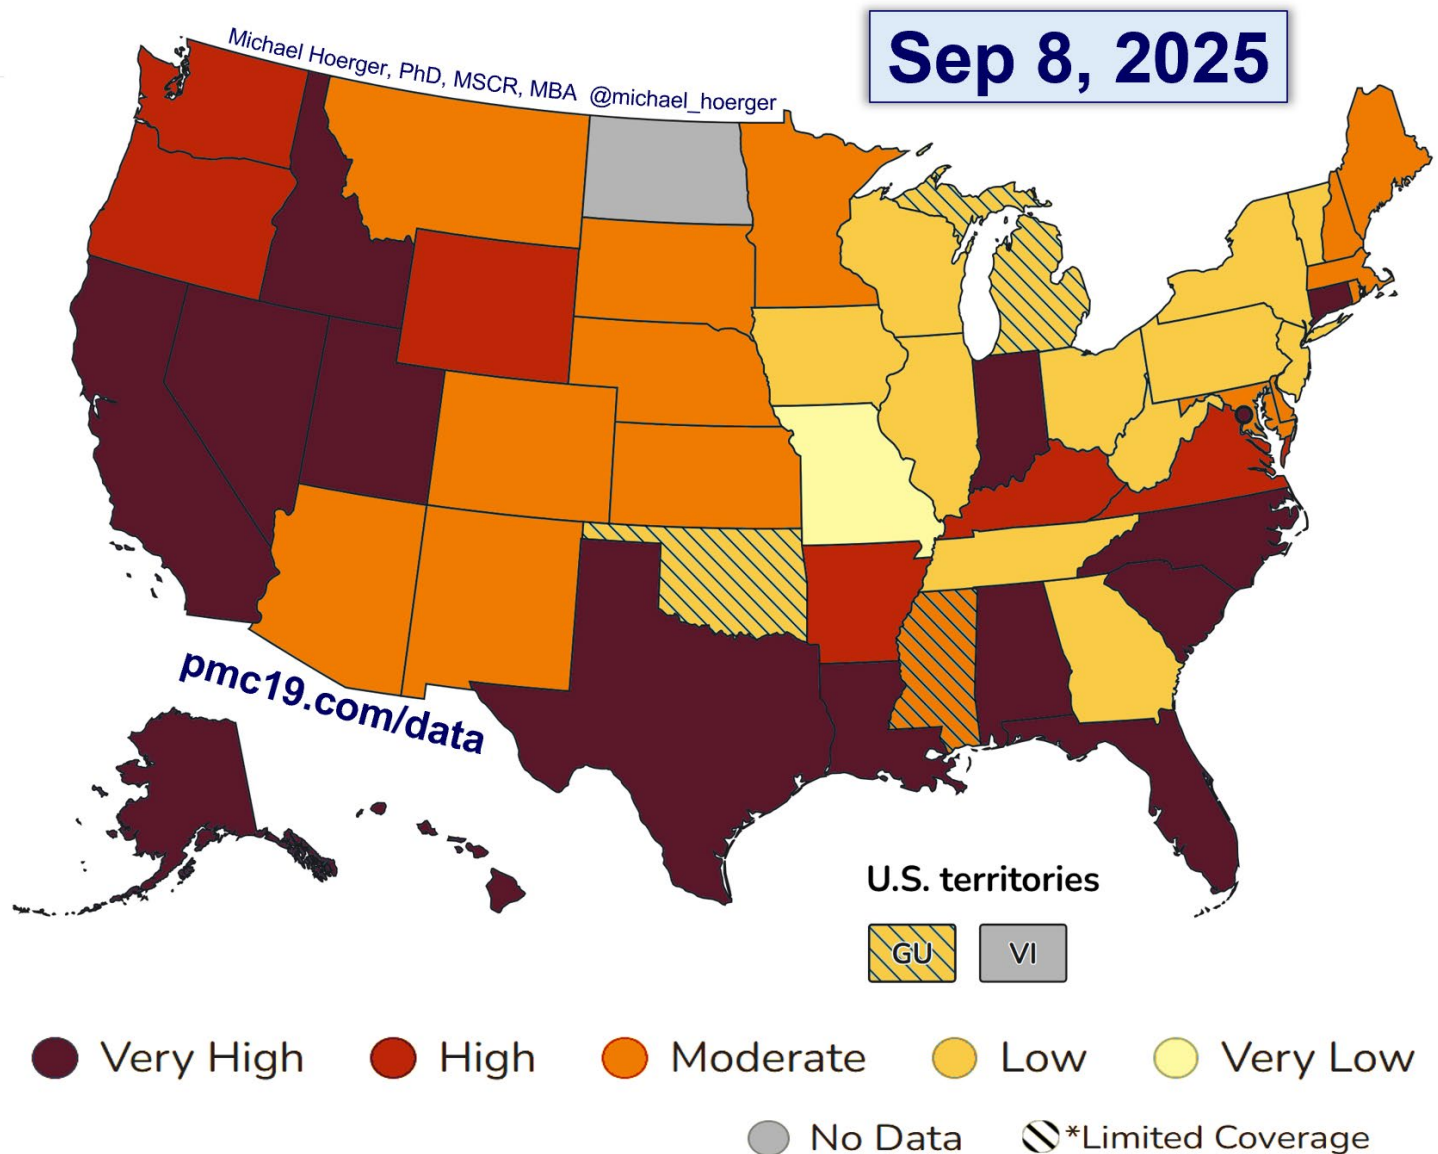 Sep 8, 2025
Michael Hoerger, PhD, MSCR, MBA @michael_hoerger
pmc19.com/data
U.S. territories
GU
VI
Very High
High
Moderate
Low
Very Low
No Data
*Limited Coverage